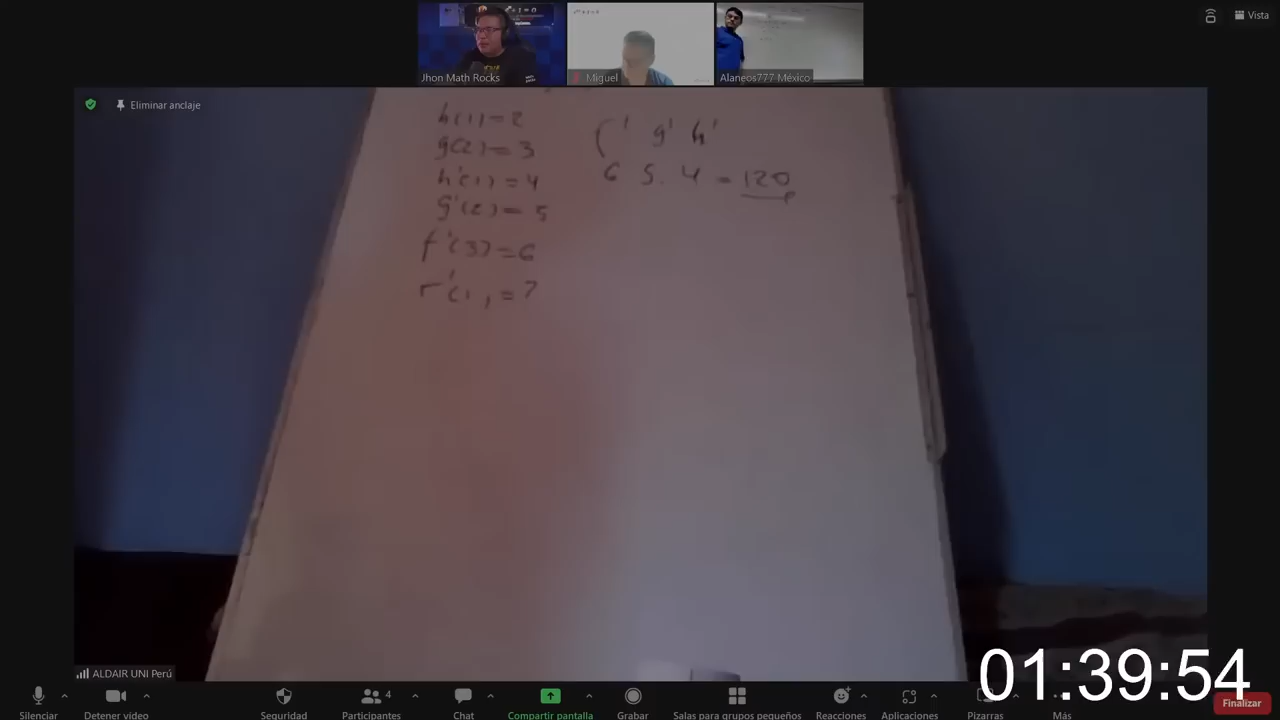 Vista
Jhon Math Rocks
Miguel
Alaneos777 México
Eliminar anclaje
h(1)=2
g(2)=3
h'(1)=4
g'(2)=5
f'(3)=6
r'(1)=?
f' g' h'
6 5. 4 = 120
ALDAIR UNI Perú
01:39:54
Silenciar
Detener video
Seguridad
4
Participantes
Chat
Compartir pantalla
Grabar
Salas para grupos pequeños
Reacciones
Aplicaciones
Pizarras
Más
Finalizar